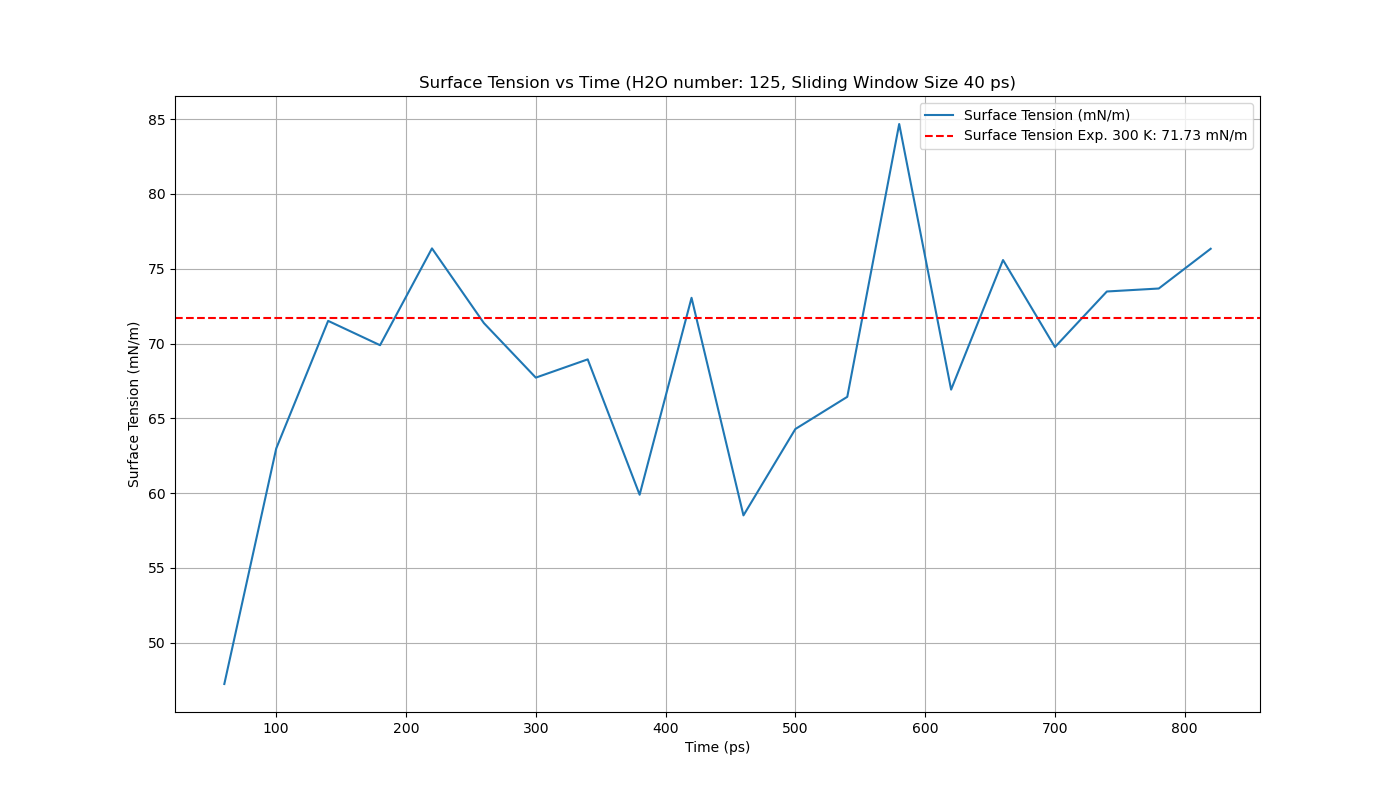 Surface Tension vs Time (H2O number: 125, Sliding Window Size 40 ps)
Surface Tension (mN/m)
Surface Tension Exp. 300 K: 71.73 mN/m
85
80
75
70
65
60
55
50
Surface Tension (mN/m)
100 200 300 400 500 600 700 800
Time (ps)